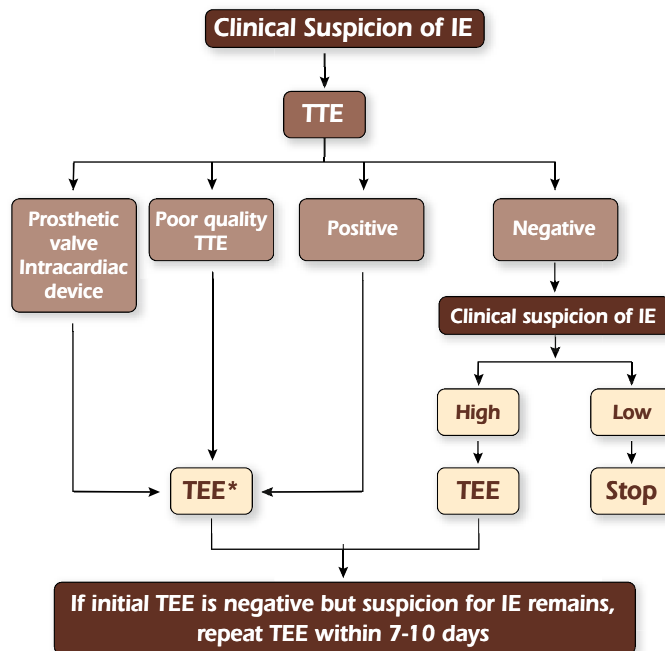 Clinical Suspicion of IE
TTE
Prosthetic
valve
Intracardiac
device
Poor quality
TTE
Positive
Negative
Clinical suspicion of IE
High
Low
TEE*
TEE
Stop
If initial TEE is negative but suspicion for IE remains,
repeat TEE within 7-10 days